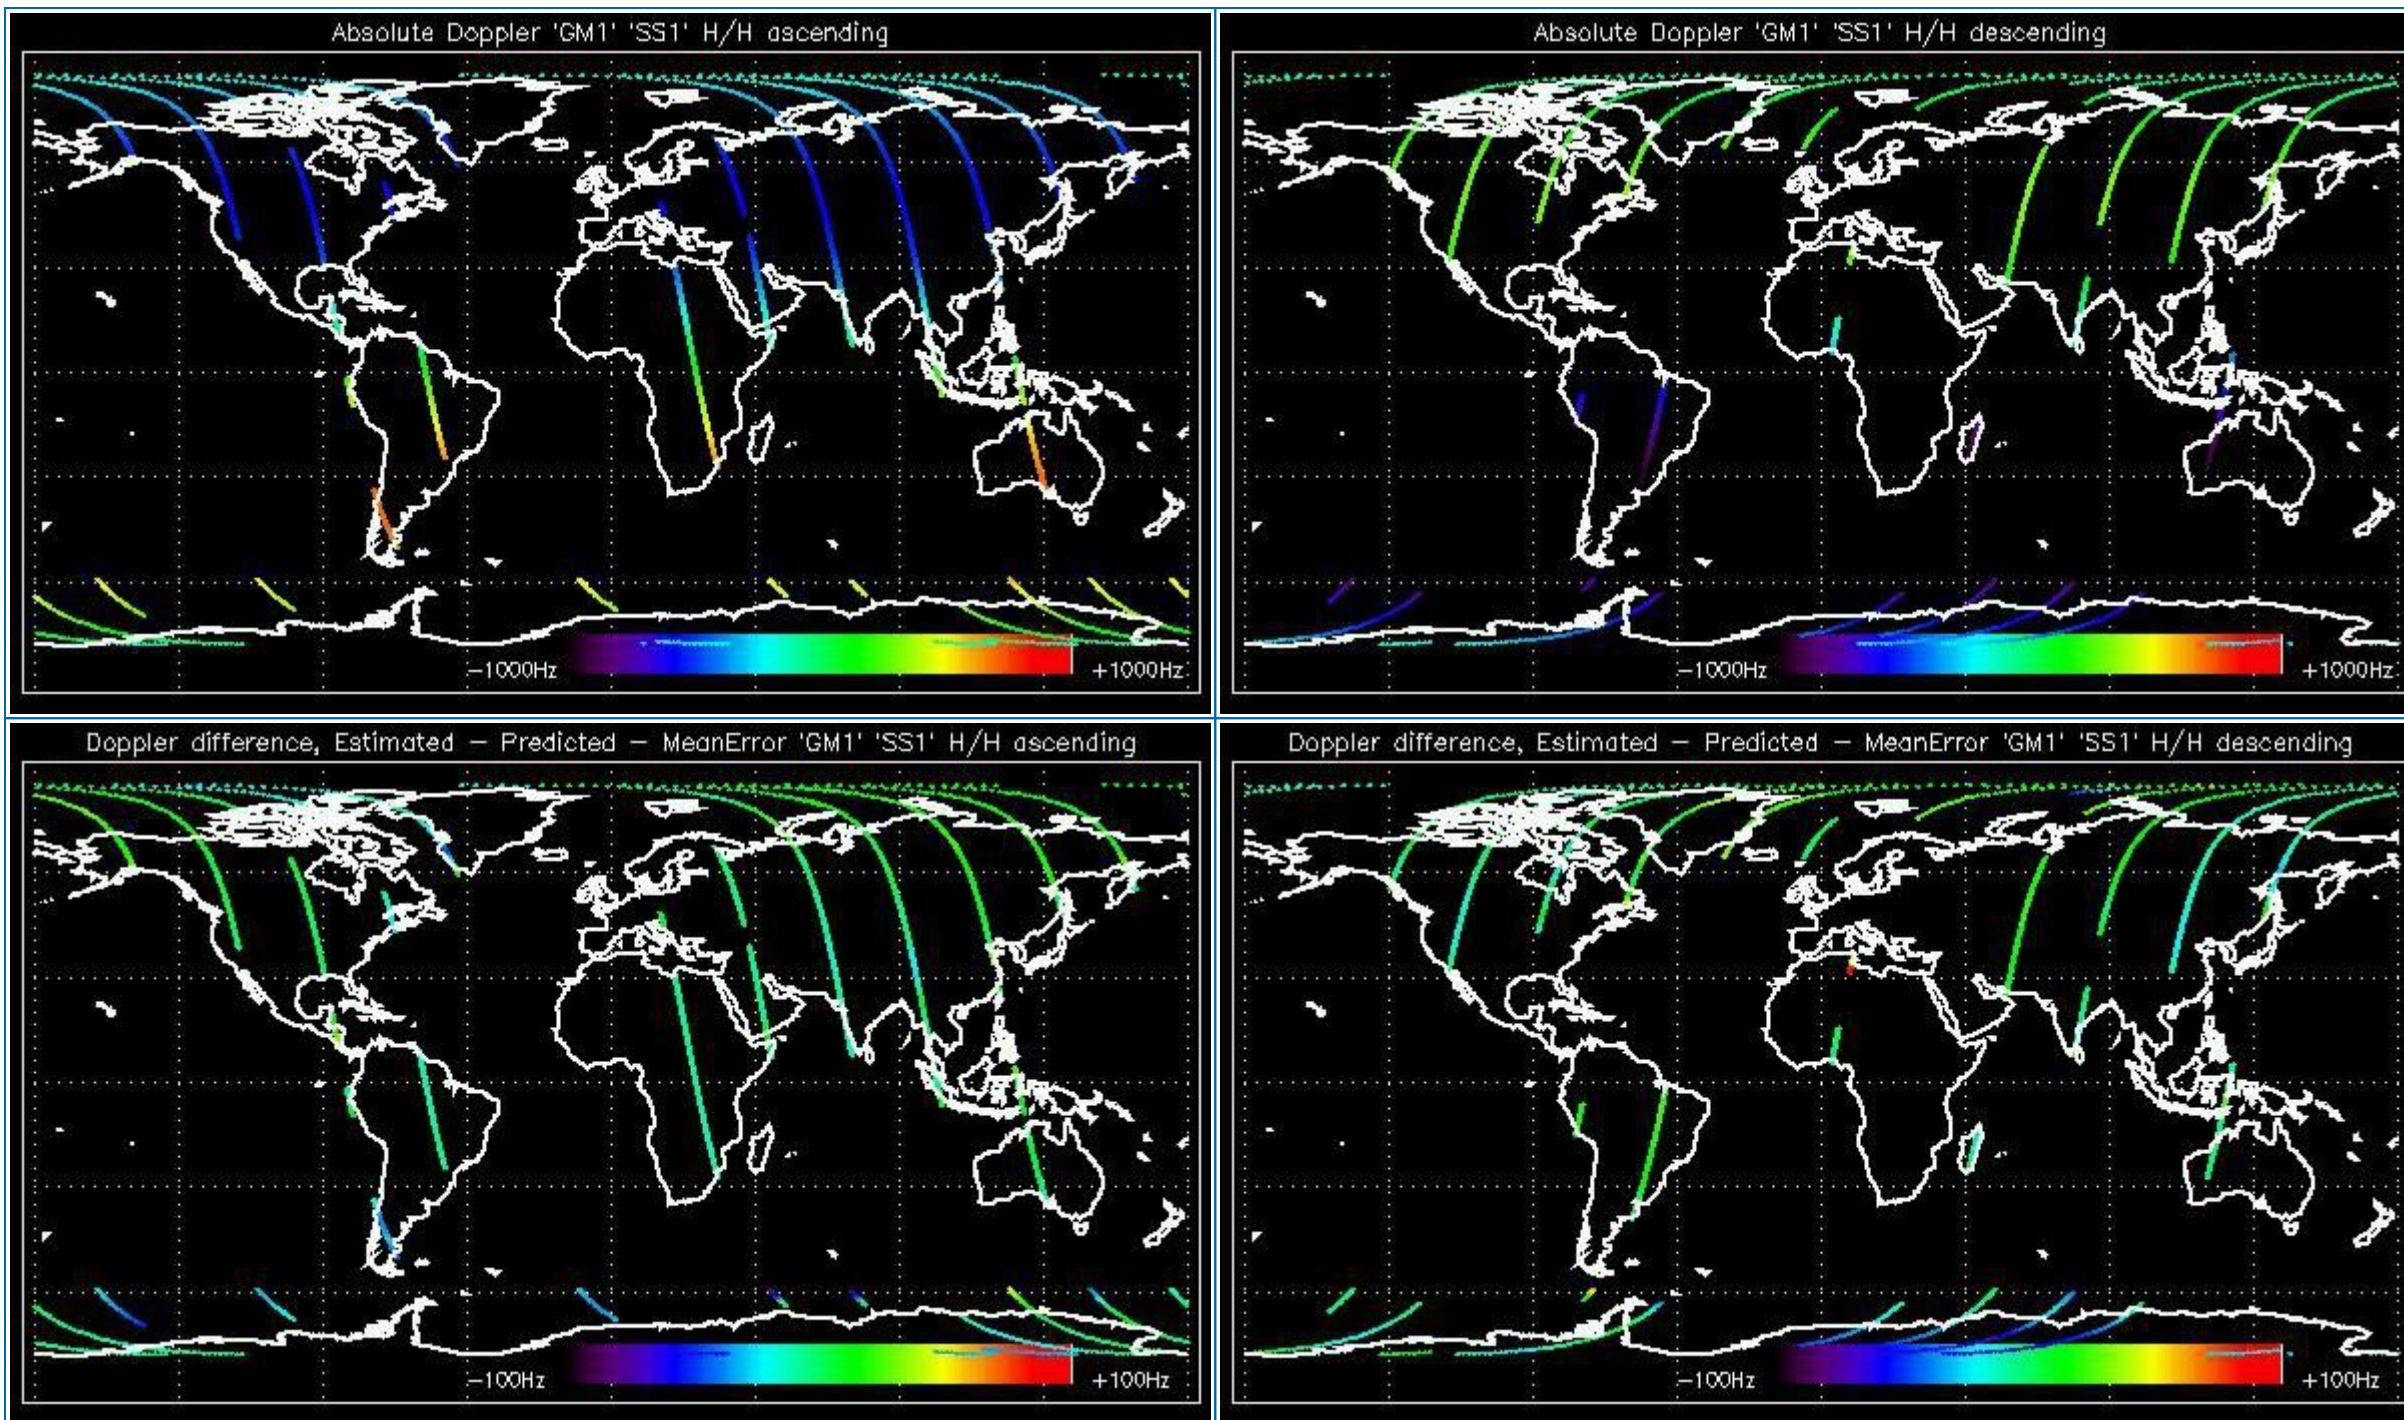 Absolute Doppler 'GM1' 'SS1' H/H ascending
−1000Hz
+1000Hz
Absolute Doppler 'GM1' 'SS1' H/H descending
−1000Hz
+1000Hz
Doppler difference, Estimated − Predicted − MeanError 'GM1' 'SS1' H/H ascending
−100Hz
+100Hz
Doppler difference, Estimated − Predicted − MeanError 'GM1' 'SS1' H/H descending
−100Hz
+100Hz